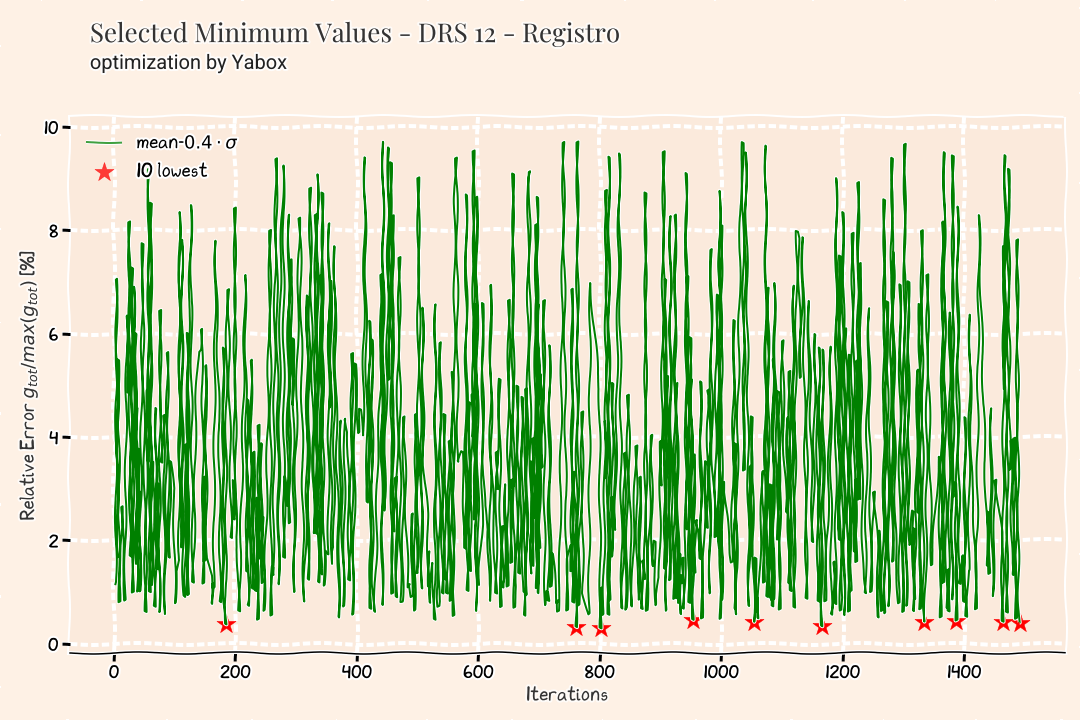 Selected Minimum Values - DRS 12 - Registro
optimization by Yabox
mean-0.4 · σ
10 lowest
Relative Error g_tot/max(g_tot) [%]
10
8
6
4
2
0
0 200 400 600 800 1000 1200 1400
Iterations